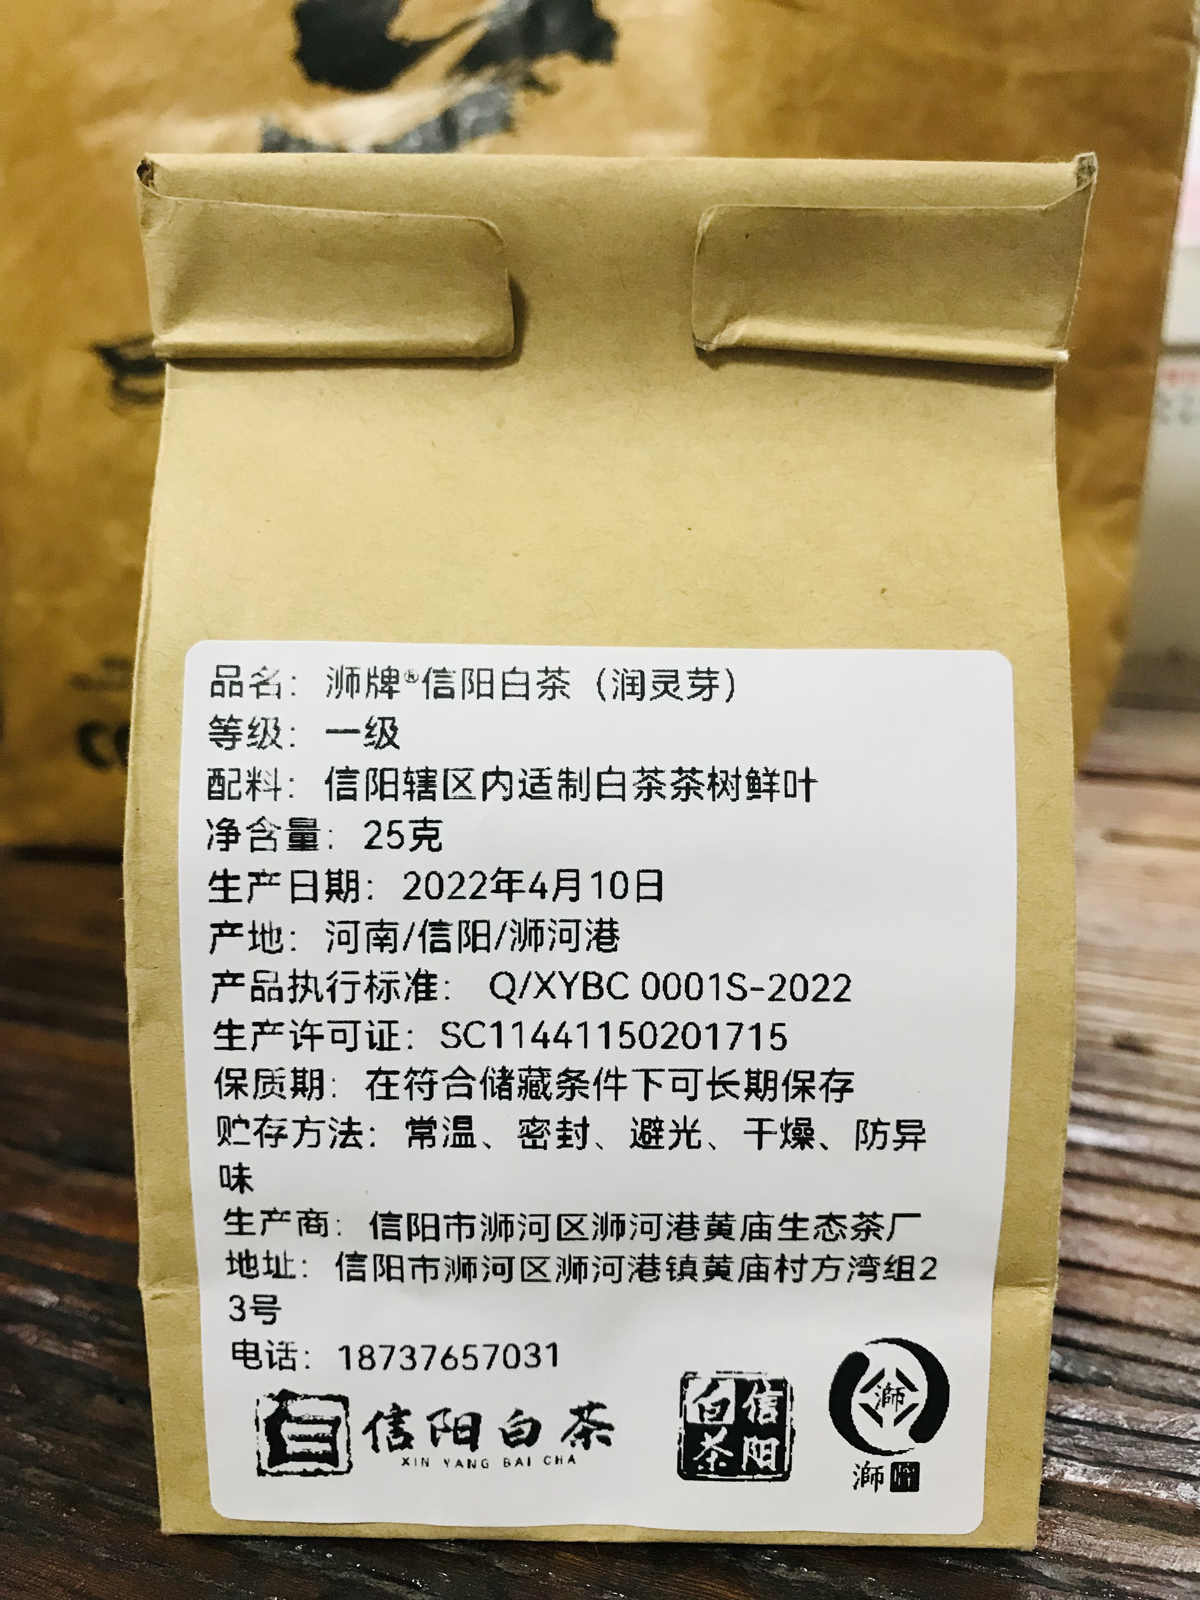 品名：浉牌®信阳白茶（润灵芽）
等级：一级
配料：信阳辖区内适制白茶茶树鲜叶
净含量：25克
生产日期：2022年4月10日
产地：河南/信阳/浉河港
产品执行标准： Q/XYBC 0001S-2022
生产许可证：SC11441150201715
保质期：在符合储藏条件下可长期保存
贮存方法：常温、密封、避光、干燥、防异
味
生产商：信阳市浉河区浉河港黄庙生态茶厂
地址：信阳市浉河区浉河港镇黄庙村方湾组2
3号
电话：18737657031
信阳白茶
XIN YANG BAI CHA
信阳
白茶
溮
溮牌